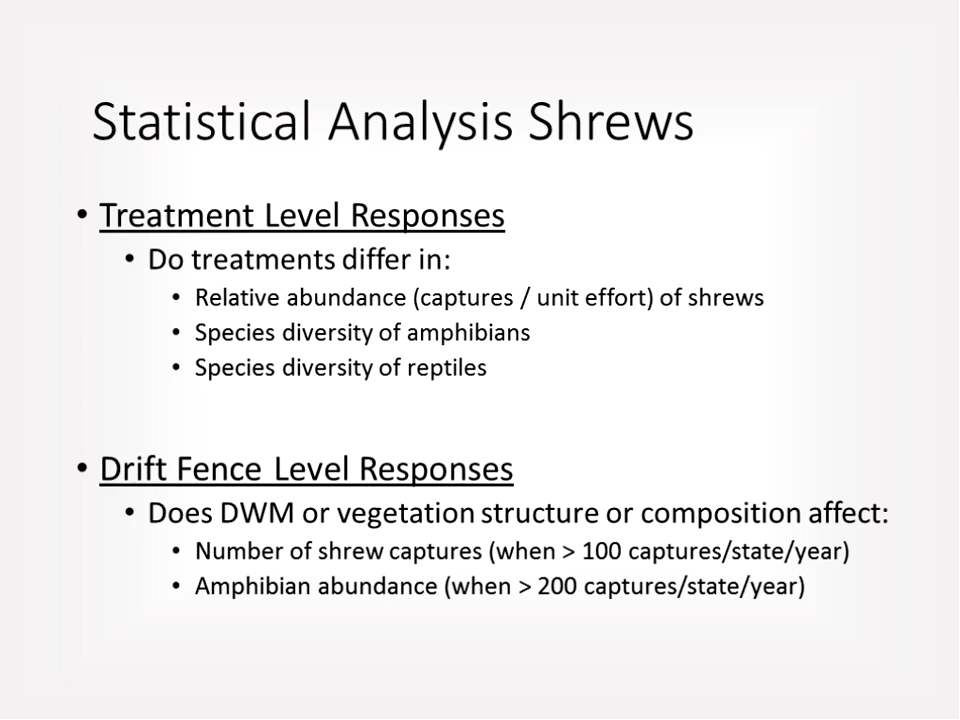 Statistical Analysis Shrews
• Treatment Level Responses
• Do treatments differ in:
• Relative abundance (captures / unit effort) of shrews
• Species diversity of amphibians
• Species diversity of reptiles
• Drift Fence Level Responses
• Does DWM or vegetation structure or composition affect:
• Number of shrew captures (when > 100 captures/state/year)
• Amphibian abundance (when > 200 captures/state/year)